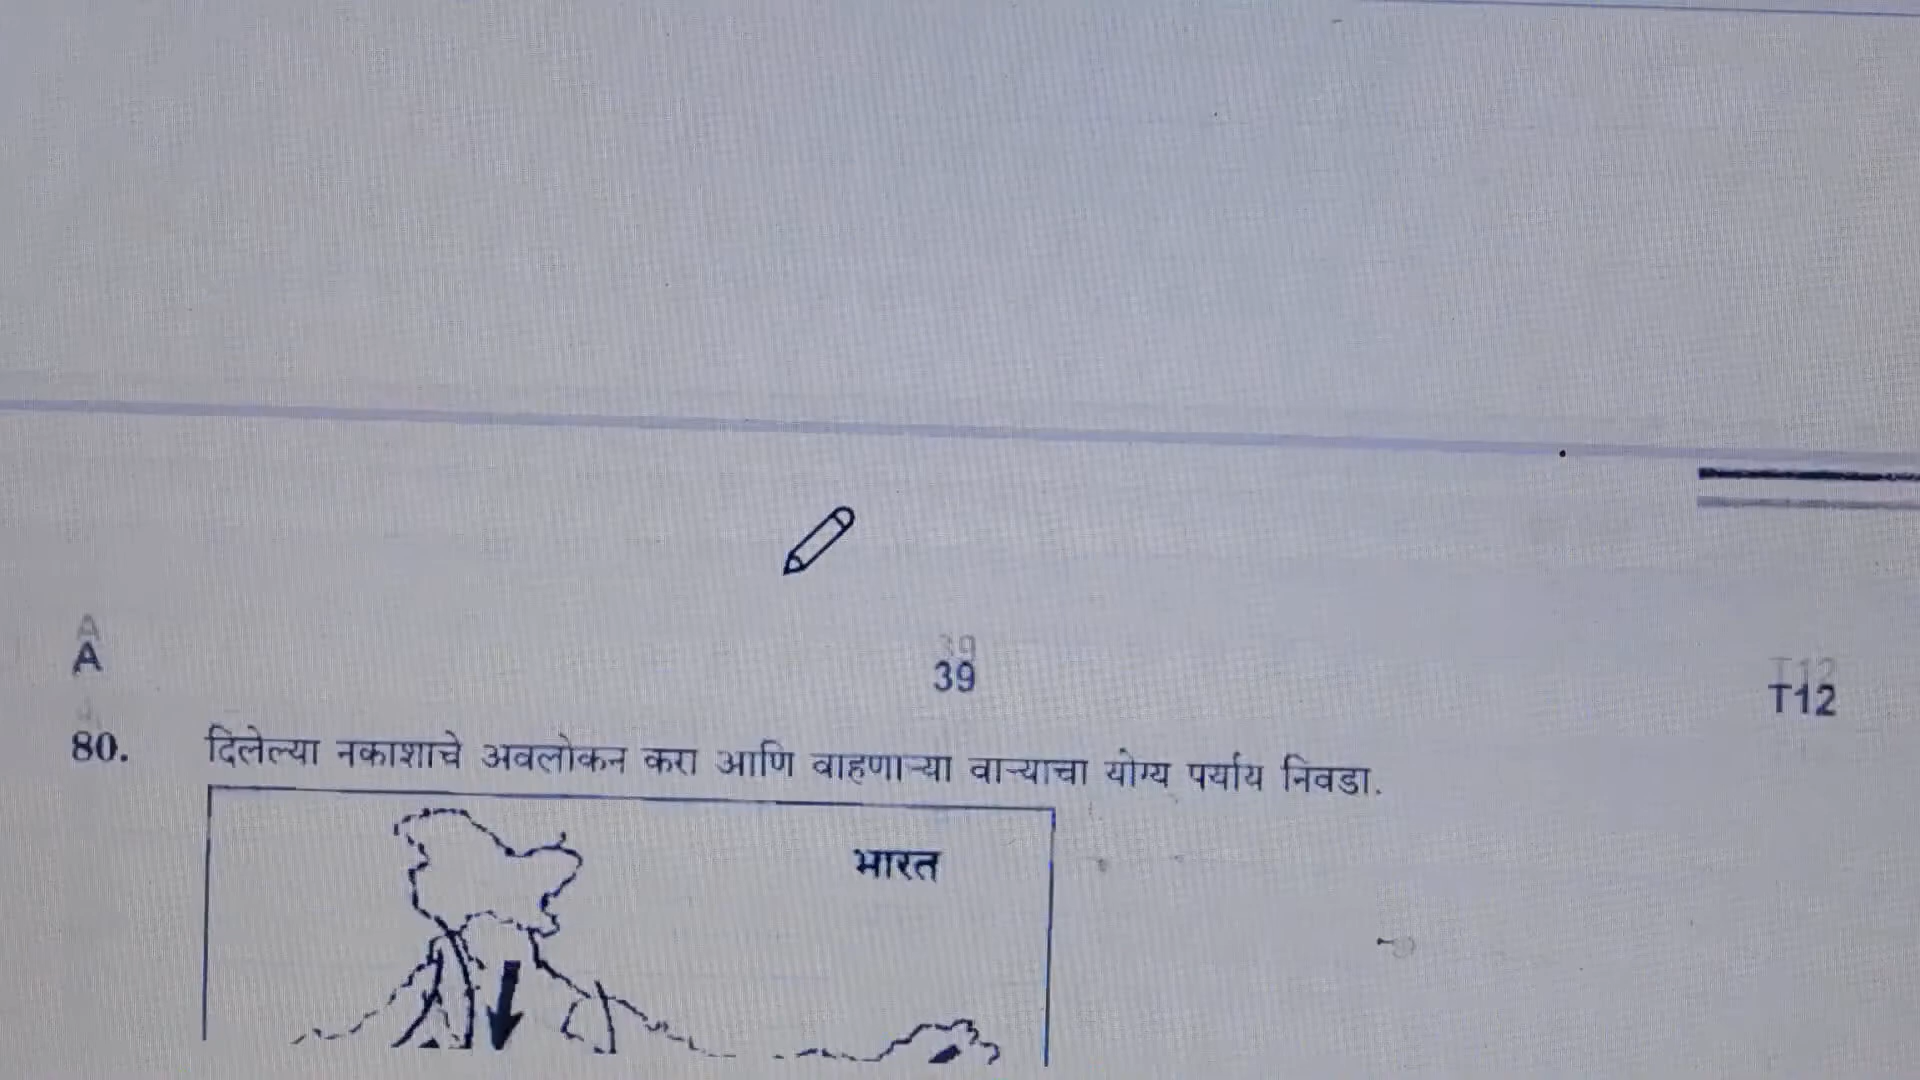 A
39
T12
80. दिलेल्या नकाशाचे अवलोकन करा आणि वाहणाऱ्या वाऱ्याचा योग्य पर्याय निवडा.
भारत